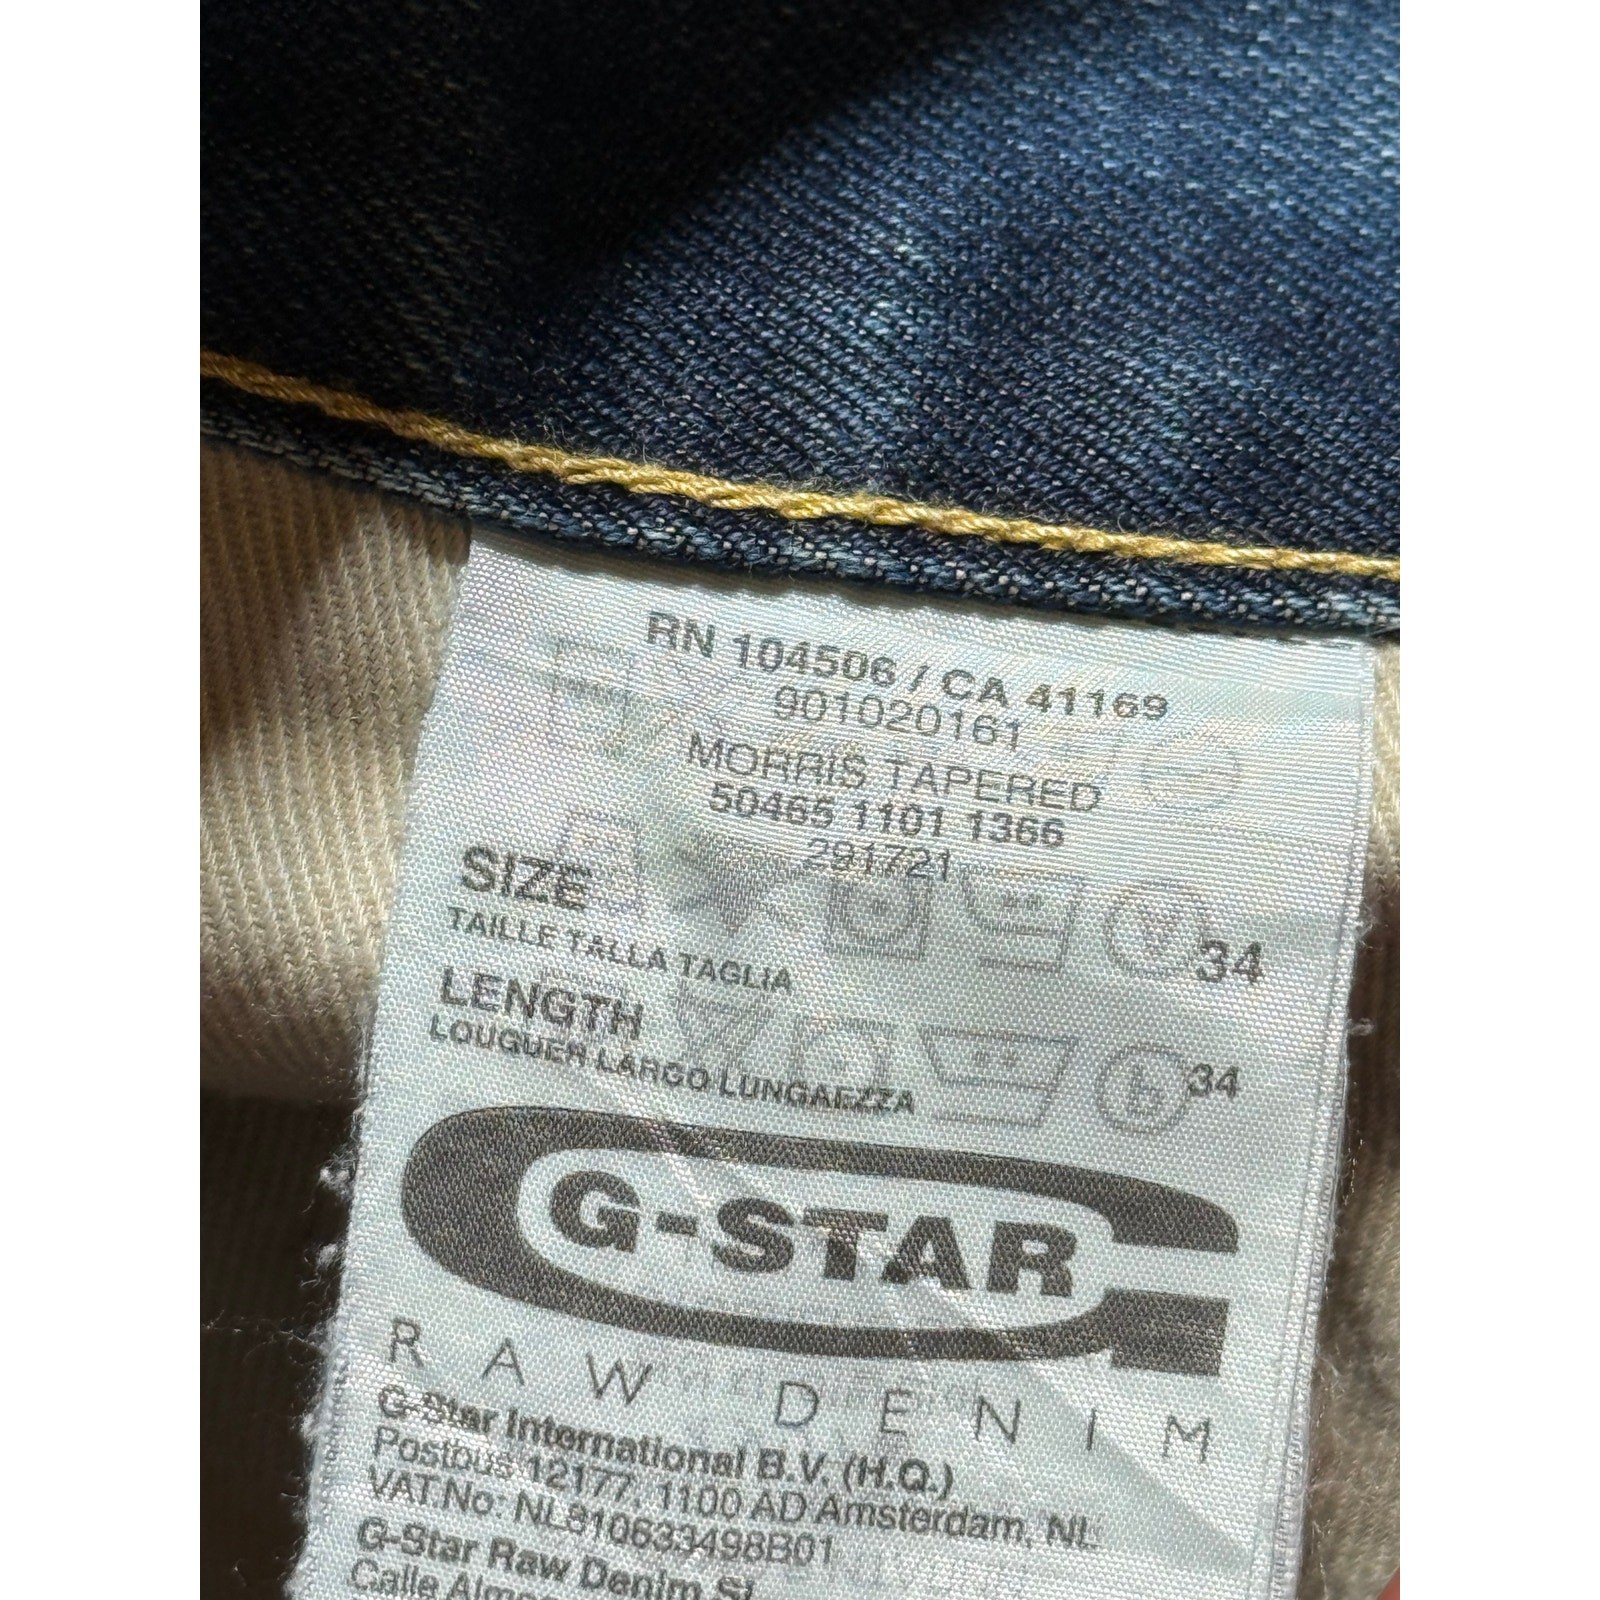 RN 104506 / CA 41169
901020161
MORRIS TAPERED
50465 1101 1366
291721
SIZE 34
TAILLE TALLA TAGLIA
LENGTH 34
LOUGUER LARGO LUNGAEZZA
G-STAR
RAW DENIM
G-Star International B.V. (H.Q.)
Postbus 12177, 1100 AD Amsterdam, NL
VAT.No: NL810633498B01
G-Star Raw Denim SL
Calle